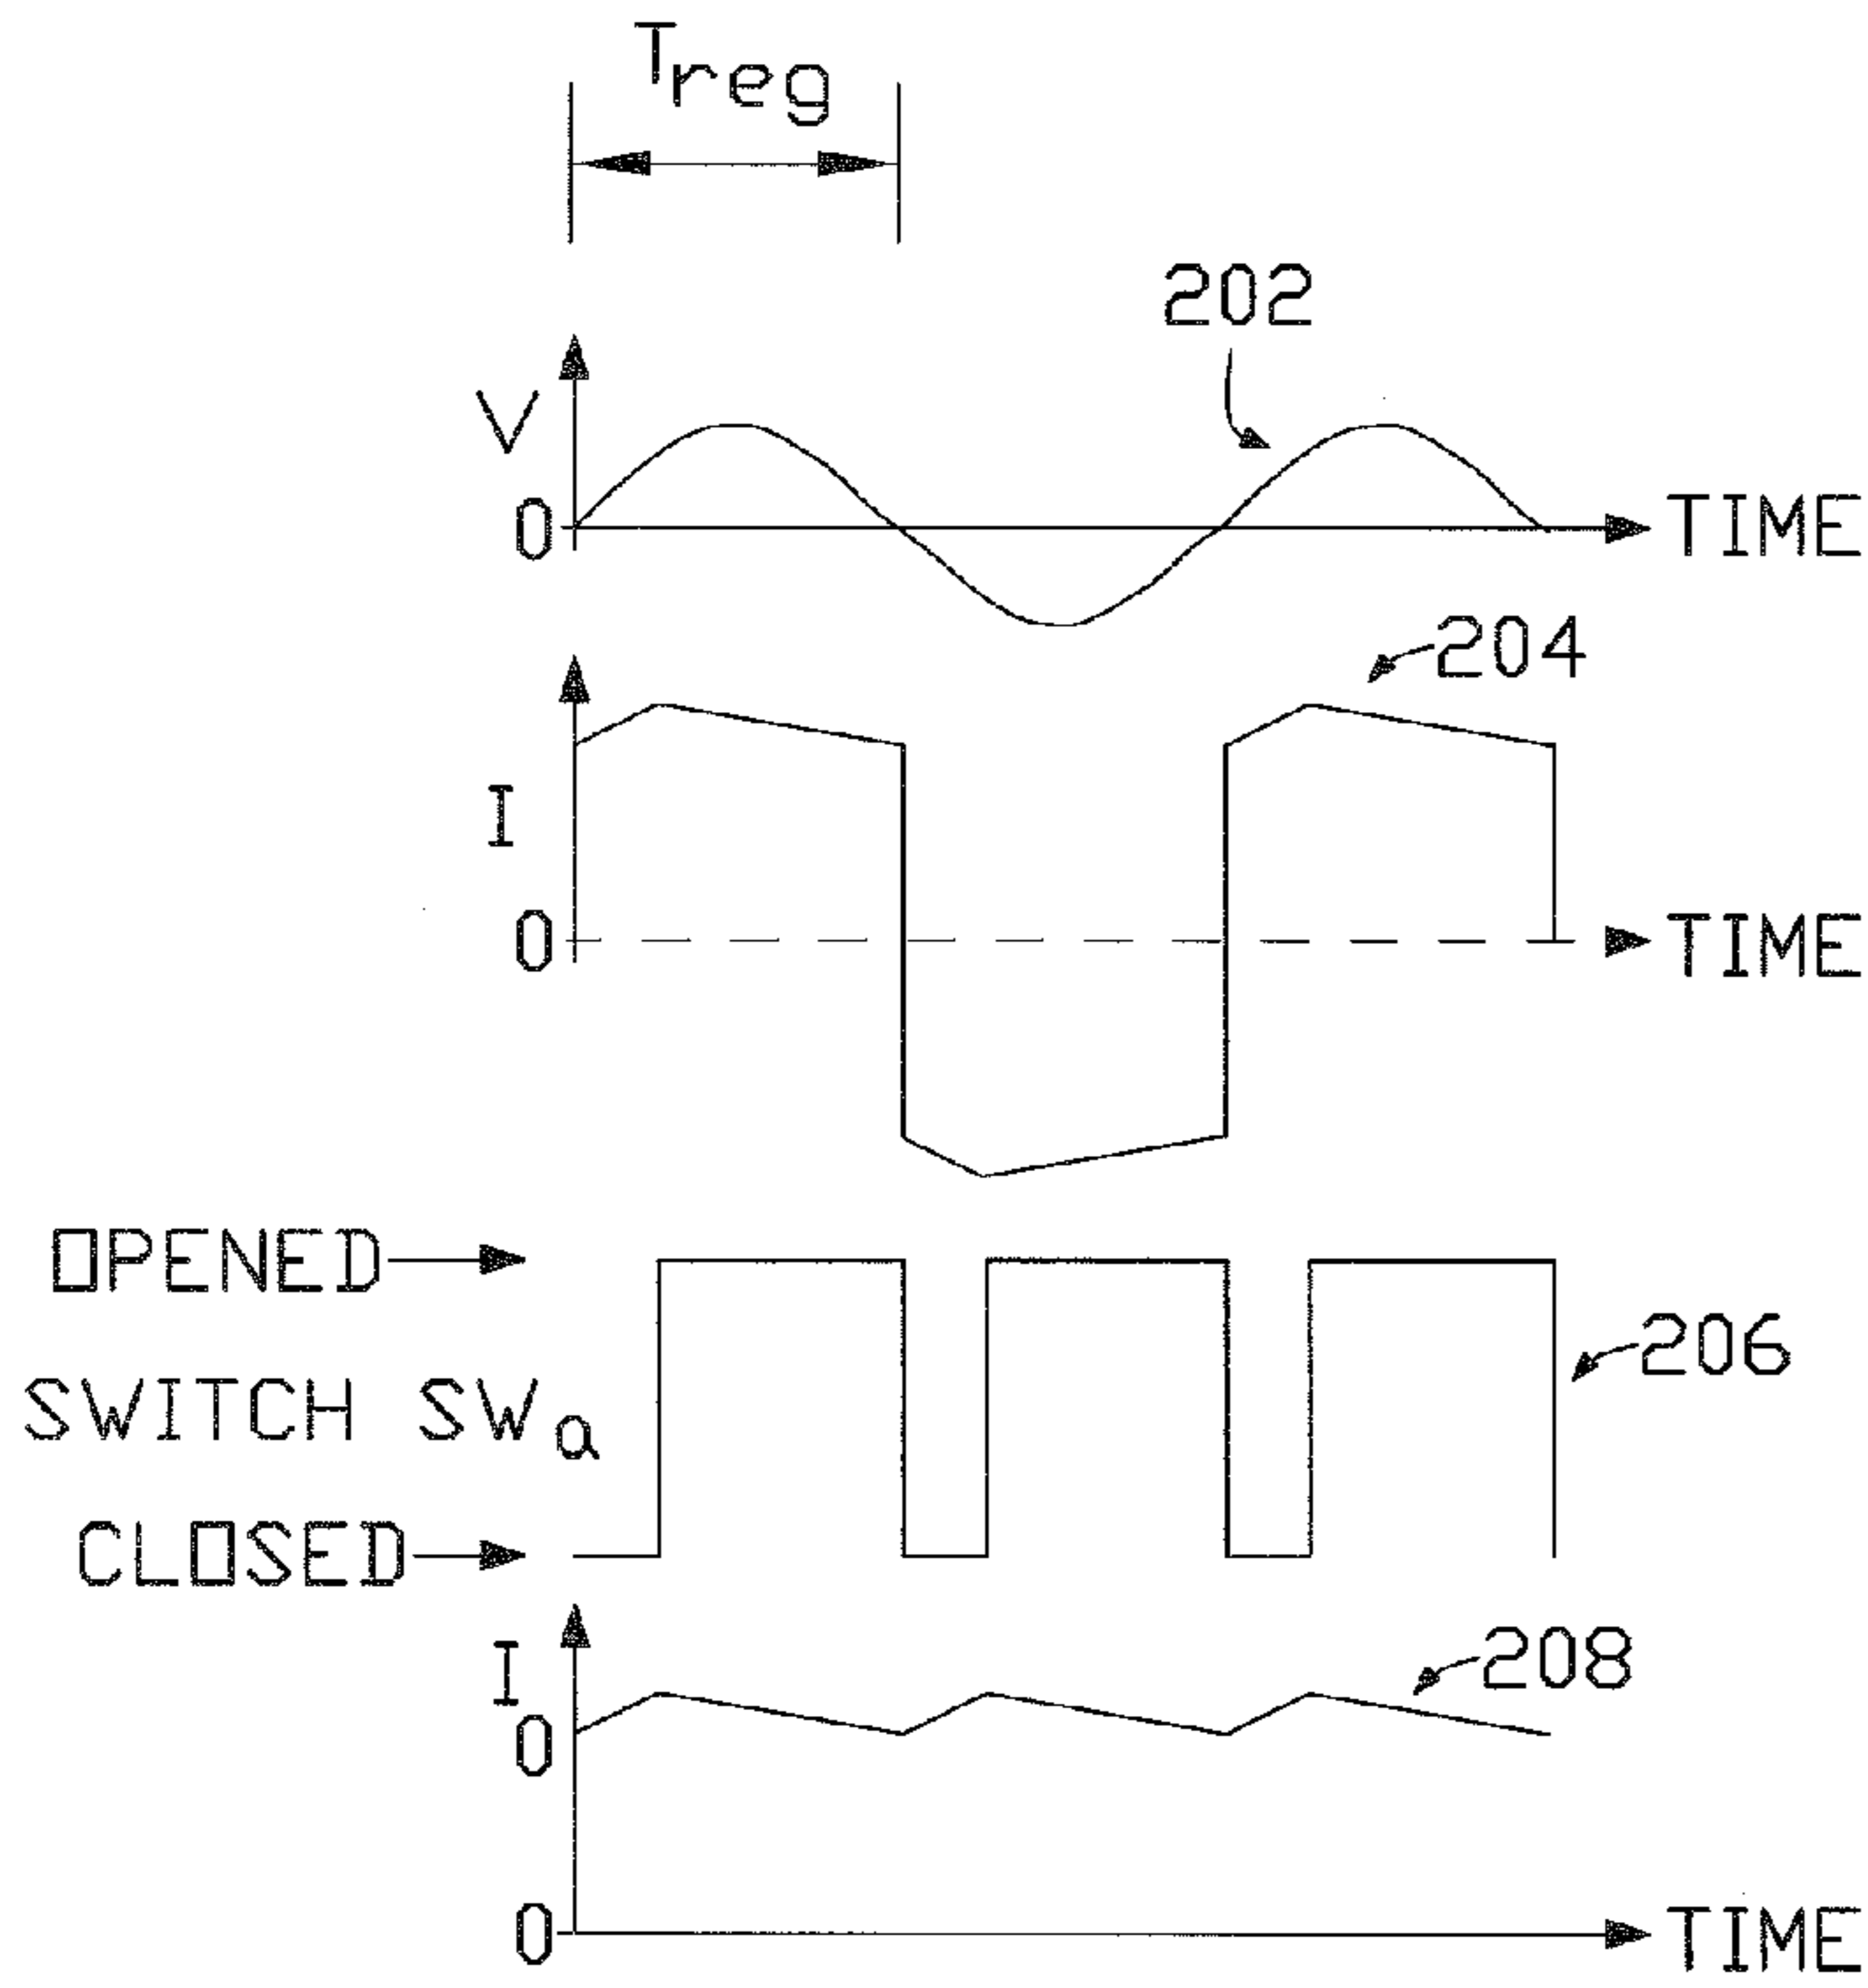 Treg
202
V
0
TIME
204
I
0
TIME
OPENED
206
SWITCH SWa
CLOSED
208
I
0
0
TIME